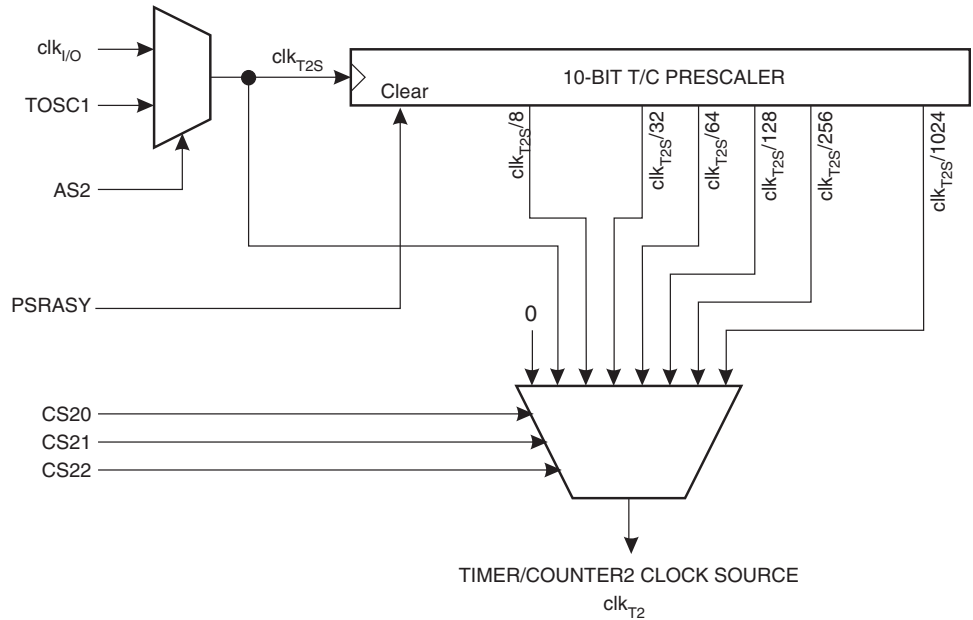 clkI/O
clkT2S
10-BIT T/C PRESCALER
Clear
TOSC1
clkT2S/8
clkT2S/32
clkT2S/64
clkT2S/128
clkT2S/256
clkT2S/1024
AS2
PSRASY
0
CS20
CS21
CS22
TIMER/COUNTER2 CLOCK SOURCE
clkT2